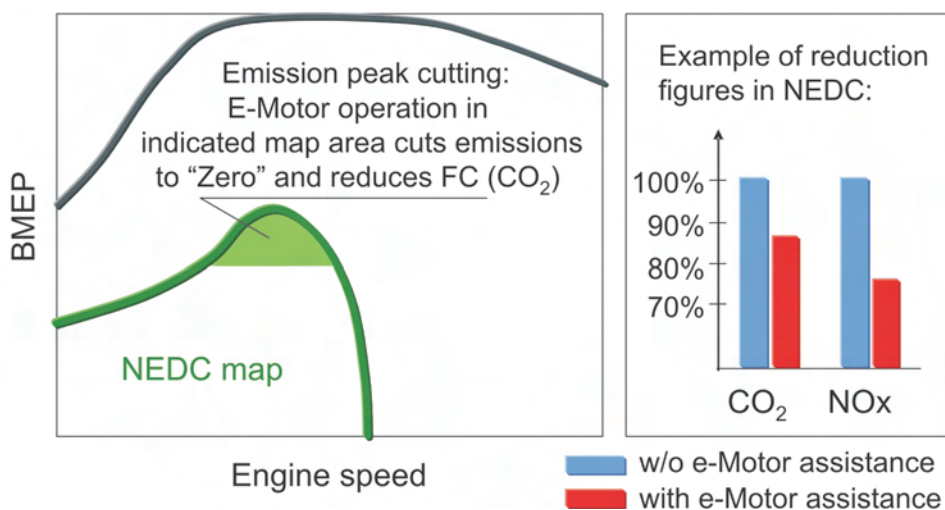 Emission peak cutting:
E-Motor operation in
indicated map area cuts emissions
to “Zero” and reduces FC (CO₂)
BMEP
NEDC map
Engine speed
Example of reduction
figures in NEDC:
100%
90%
80%
70%
CO₂ NOx
w/o e-Motor assistance
with e-Motor assistance